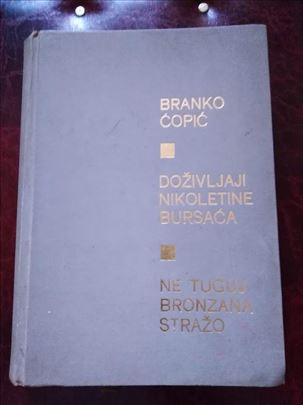 BRANKO
ĆOPIĆ
DOŽIVLJAJI
NIKOLETINE
BURSAĆA
NE TUGUJ
BRONZANA
STRAŽO